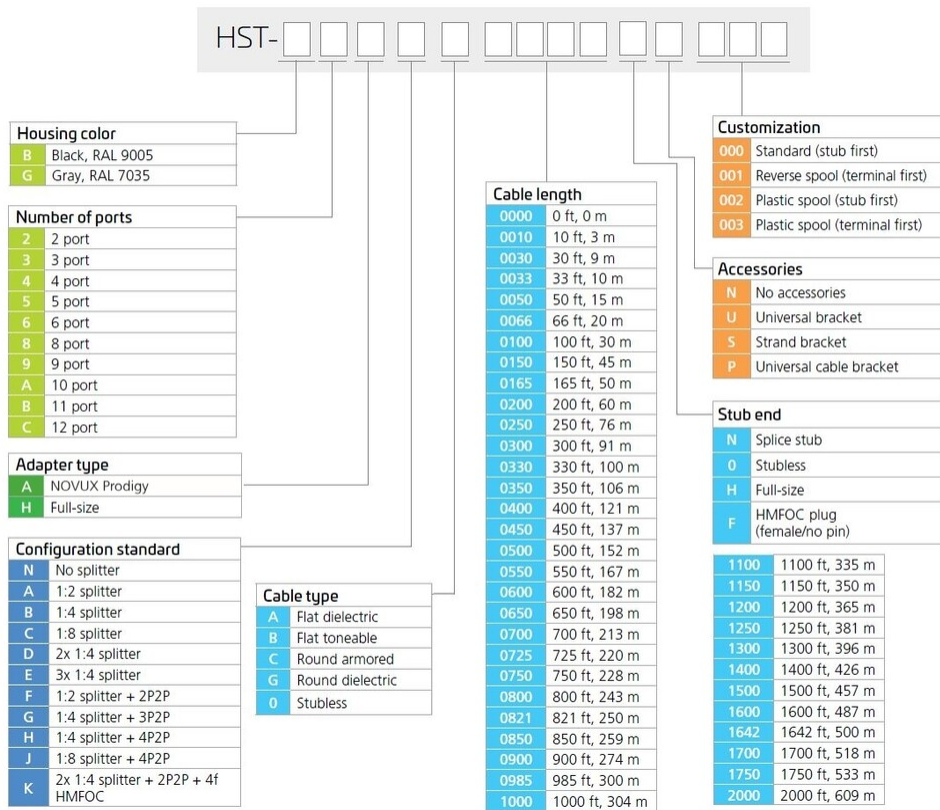 HST-
Housing color
B Black, RAL 9005
G Gray, RAL 7035
Number of ports
2 2 port
3 3 port
4 4 port
5 5 port
6 6 port
8 8 port
9 9 port
A 10 port
B 11 port
C 12 port
Adapter type
A NOVUX Prodigy
H Full-size
Configuration standard
N No splitter
A 1:2 splitter
B 1:4 splitter
C 1:8 splitter
D 2x 1:4 splitter
E 3x 1:4 splitter
F 1:2 splitter + 2P2P
G 1:4 splitter + 3P2P
H 1:4 splitter + 4P2P
J 1:8 splitter + 4P2P
K 2x 1:4 splitter + 2P2P + 4f
HMFOC
Cable type
A Flat dielectric
B Flat toneable
C Round armored
G Round dielectric
0 Stubless
Cable length
0000 0 ft, 0 m
0010 10 ft, 3 m
0030 30 ft, 9 m
0033 33 ft, 10 m
0050 50 ft, 15 m
0066 66 ft, 20 m
0100 100 ft, 30 m
0150 150 ft, 45 m
0165 165 ft, 50 m
0200 200 ft, 60 m
0250 250 ft, 76 m
0300 300 ft, 91 m
0330 330 ft, 100 m
0350 350 ft, 106 m
0400 400 ft, 121 m
0450 450 ft, 137 m
0500 500 ft, 152 m
0550 550 ft, 167 m
0600 600 ft, 182 m
0650 650 ft, 198 m
0700 700 ft, 213 m
0725 725 ft, 220 m
0750 750 ft, 228 m
0800 800 ft, 243 m
0821 821 ft, 250 m
0850 850 ft, 259 m
0900 900 ft, 274 m
0985 985 ft, 300 m
1000 1000 ft, 304 m
1100 1100 ft, 335 m
1150 1150 ft, 350 m
1200 1200 ft, 365 m
1250 1250 ft, 381 m
1300 1300 ft, 396 m
1400 1400 ft, 426 m
1500 1500 ft, 457 m
1600 1600 ft, 487 m
1642 1642 ft, 500 m
1700 1700 ft, 518 m
1750 1750 ft, 533 m
2000 2000 ft, 609 m
Stub end
N Splice stub
0 Stubless
H Full-size
F HMFOC plug
(female/no pin)
Accessories
N No accessories
U Universal bracket
S Strand bracket
P Universal cable bracket
Customization
000 Standard (stub first)
001 Reverse spool (terminal first)
002 Plastic spool (stub first)
003 Plastic spool (terminal first)